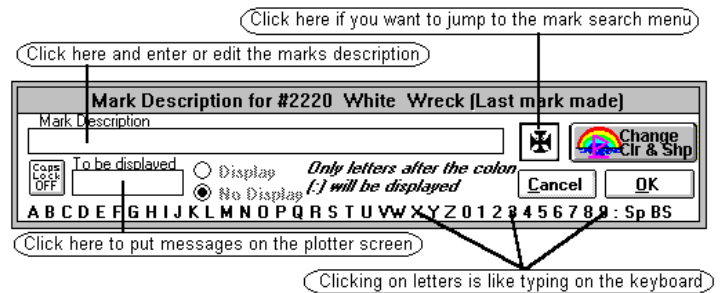 Click here if you want to jump to the mark search menu
Click here and enter or edit the marks description
Mark Description for #2220 White Wreck (Last mark made)
Mark Description
Change
Clr & Shp
Caps
Lock
OFF
To be displayed
Display
No Display
Only letters after the colon
(:) will be displayed
Cancel
OK
A B C D E F G H I J K L M N O P Q R S T U V W X Y Z 0 1 2 3 4 5 6 7 8 9 : Sp BS
Click here to put messages on the plotter screen
Clicking on letters is like typing on the keyboard